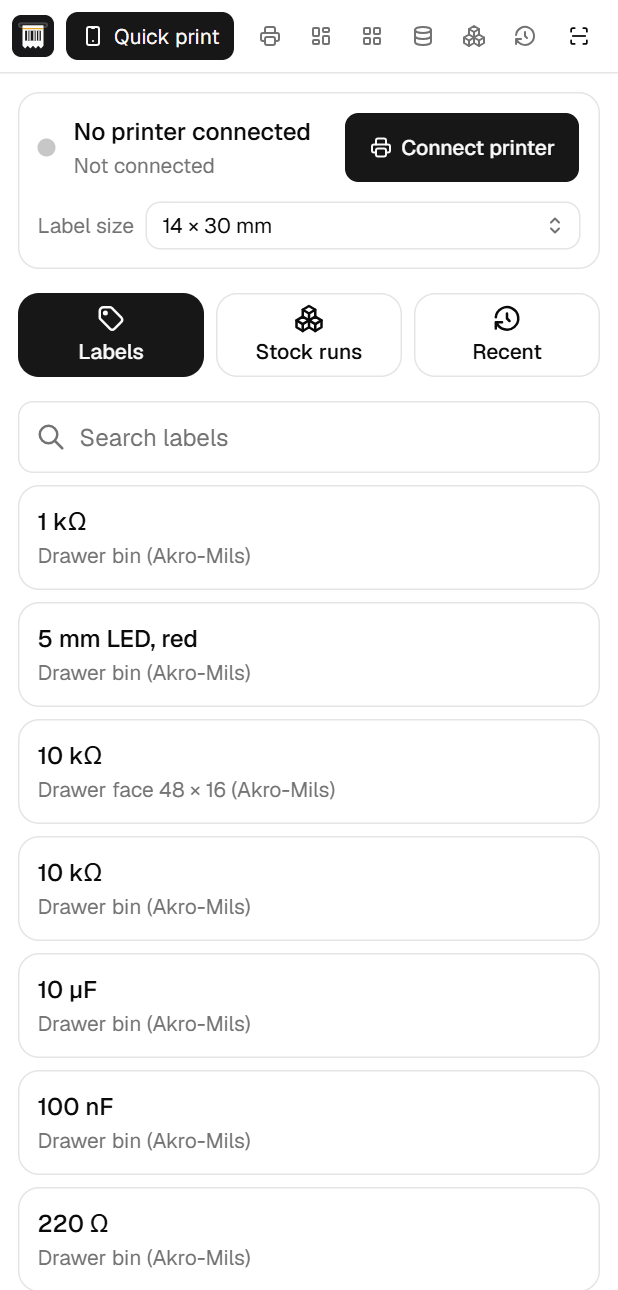 Quick print
No printer connected
Not connected
Connect printer
Label size
14 × 30 mm
Labels
Stock runs
Recent
Search labels
1 kΩ
Drawer bin (Akro-Mils)
5 mm LED, red
Drawer bin (Akro-Mils)
10 kΩ
Drawer face 48 × 16 (Akro-Mils)
10 kΩ
Drawer bin (Akro-Mils)
10 µF
Drawer bin (Akro-Mils)
100 nF
Drawer bin (Akro-Mils)
220 Ω
Drawer bin (Akro-Mils)